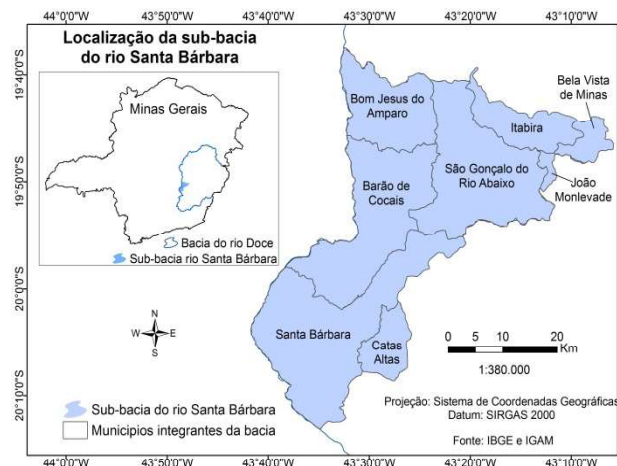 44°0'0"W 43°50'0"W 43°40'0"W 43°30'0"W 43°20'0"W 43°10'0"W
Localização da sub-bacia
do rio Santa Bárbara
Minas Gerais
Bacia do rio Doce
Sub-bacia rio Santa Bárbara
19°40'0"S
19°50'0"S
20°0'0"S
20°10'0"S
Bom Jesus do
Amparo
Bela Vista
de Minas
Itabira
São Gonçalo do
Rio Abaixo
João
Monlevade
Barão de
Cocais
Santa Bárbara
Catas
Altas
N
W E
S
0 5 10 20
Km
1:380.000
Sub-bacia do rio Santa Bárbara
Municipios integrantes da bacia
Projeção: Sistema de Coordenadas Geográficas
Datum: SIRGAS 2000
Fonte: IBGE e IGAM
44°0'0"W 43°50'0"W 43°40'0"W 43°30'0"W 43°20'0"W 43°10'0"W